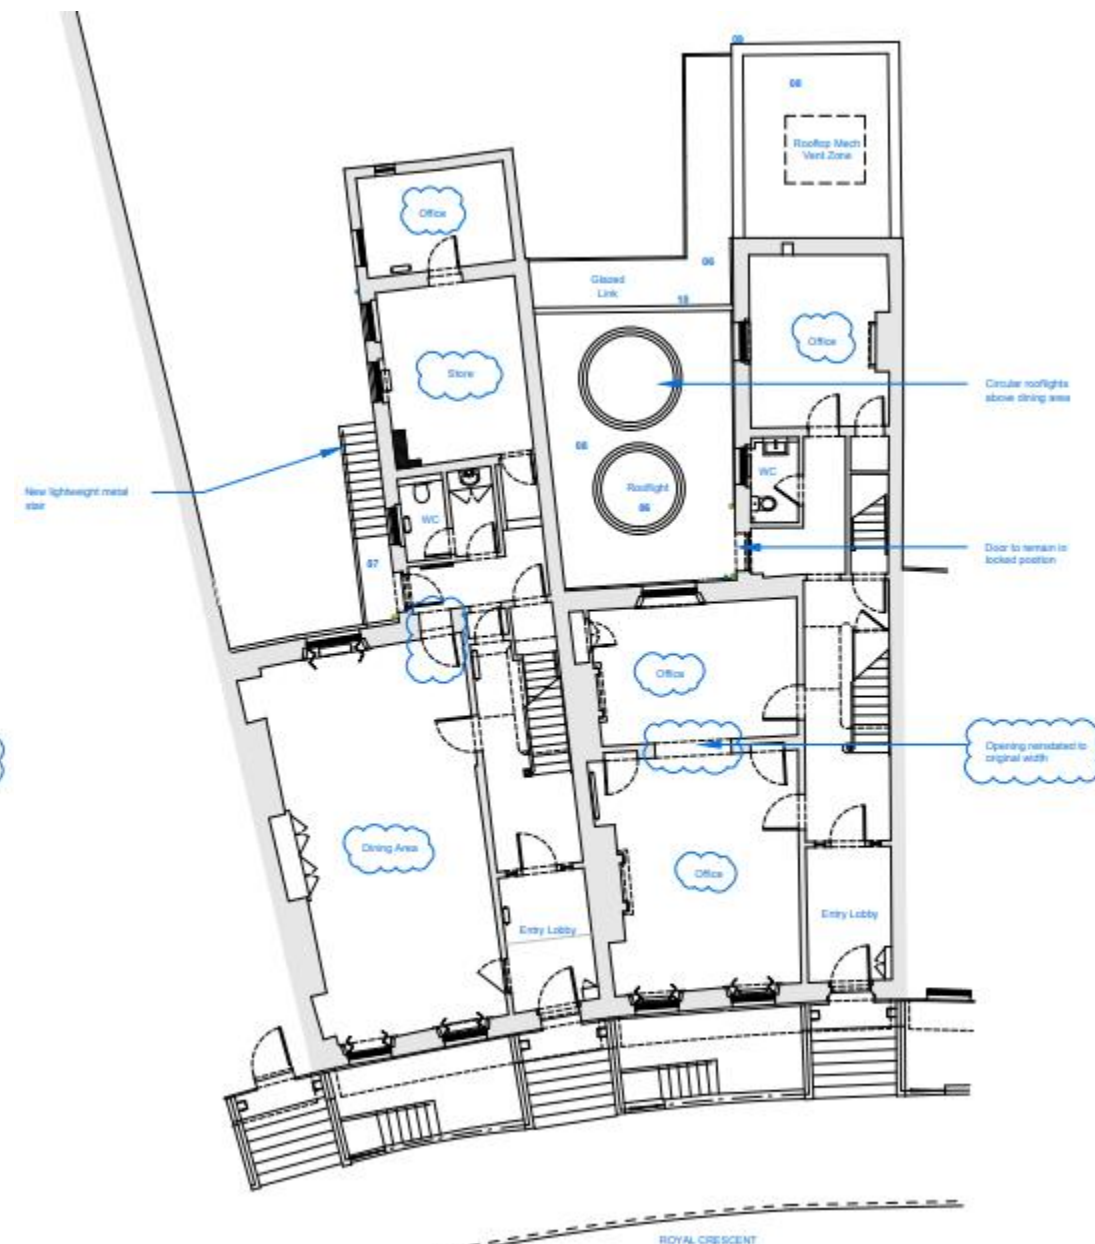 09
08
Rooftop Mech
Vent Zone
Office
06
Glazed
Link
10
Office
Store
Circular rooflights
above dining area
08
WC
Rooflight
06
New lightweight metal
stair
WC
Door to remain in
locked position
07
Office
Opening reinstated to
original width
Dining Area
Office
Entry Lobby
Entry Lobby
ROYAL CRESCENT